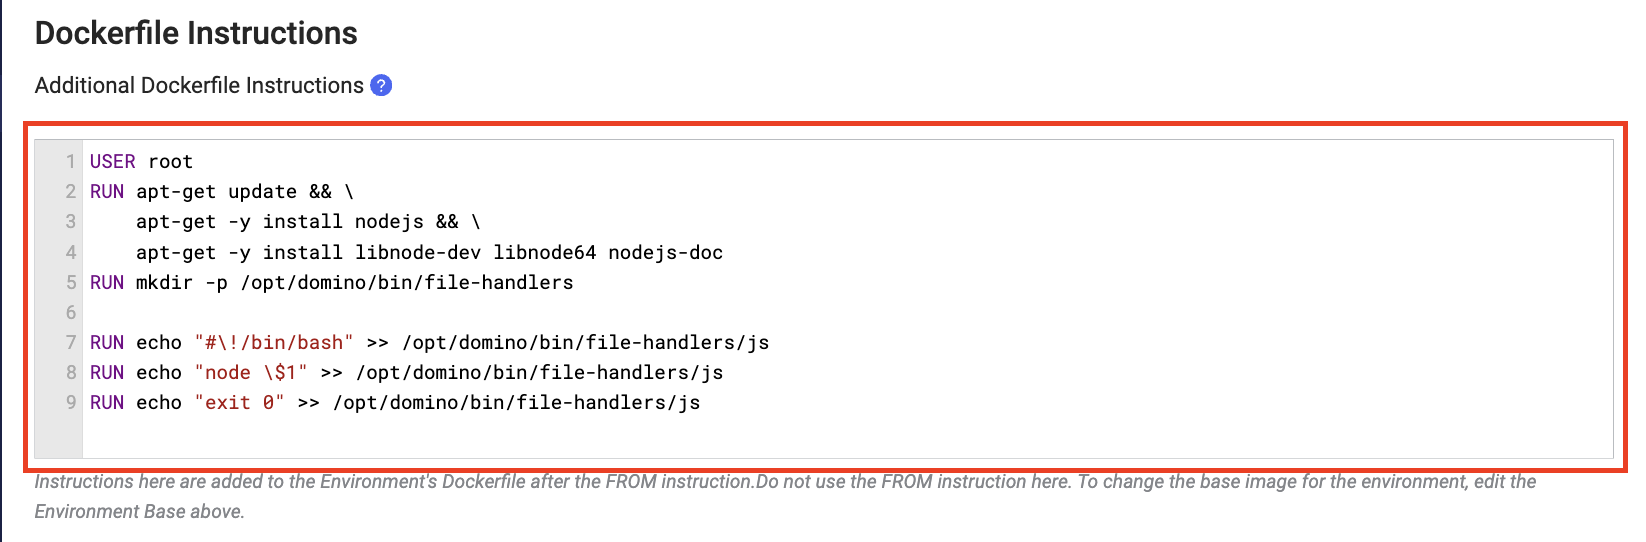 Dockerfile Instructions
Additional Dockerfile Instructions ?
1 USER root
2 RUN apt-get update && \
3     apt-get -y install nodejs && \
4     apt-get -y install libnode-dev libnode64 nodejs-doc
5 RUN mkdir -p /opt/domino/bin/file-handlers
6
7 RUN echo "#\!/bin/bash" >> /opt/domino/bin/file-handlers/js
8 RUN echo "node \$1" >> /opt/domino/bin/file-handlers/js
9 RUN echo "exit 0" >> /opt/domino/bin/file-handlers/js
Instructions here are added to the Environment's Dockerfile after the FROM instruction.Do not use the FROM instruction here. To change the base image for the environment, edit the
Environment Base above.